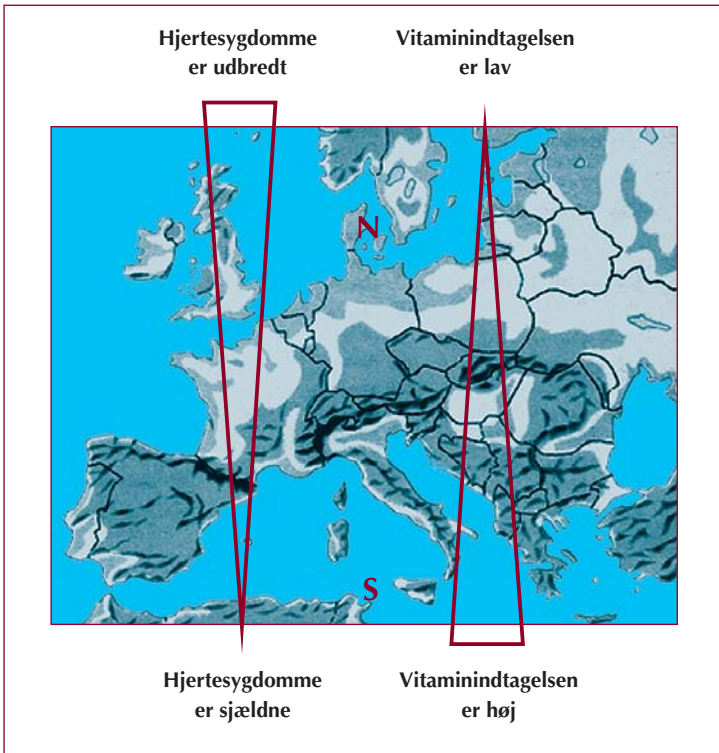 Hjertesygdomme
er udbredt
Vitaminindtagelsen
er lav
N
S
Hjertesygdomme
er sjældne
Vitaminindtagelsen
er høj